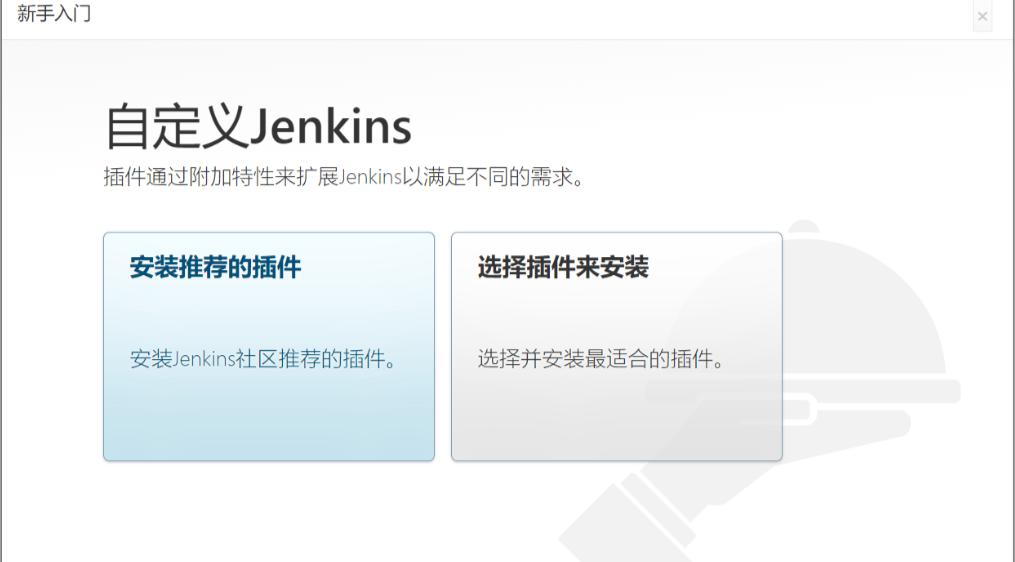 新手入门
×
自定义Jenkins
插件通过附加特性来扩展Jenkins以满足不同的需求。
安装推荐的插件
安装Jenkins社区推荐的插件。
选择插件来安装
选择并安装最适合的插件。